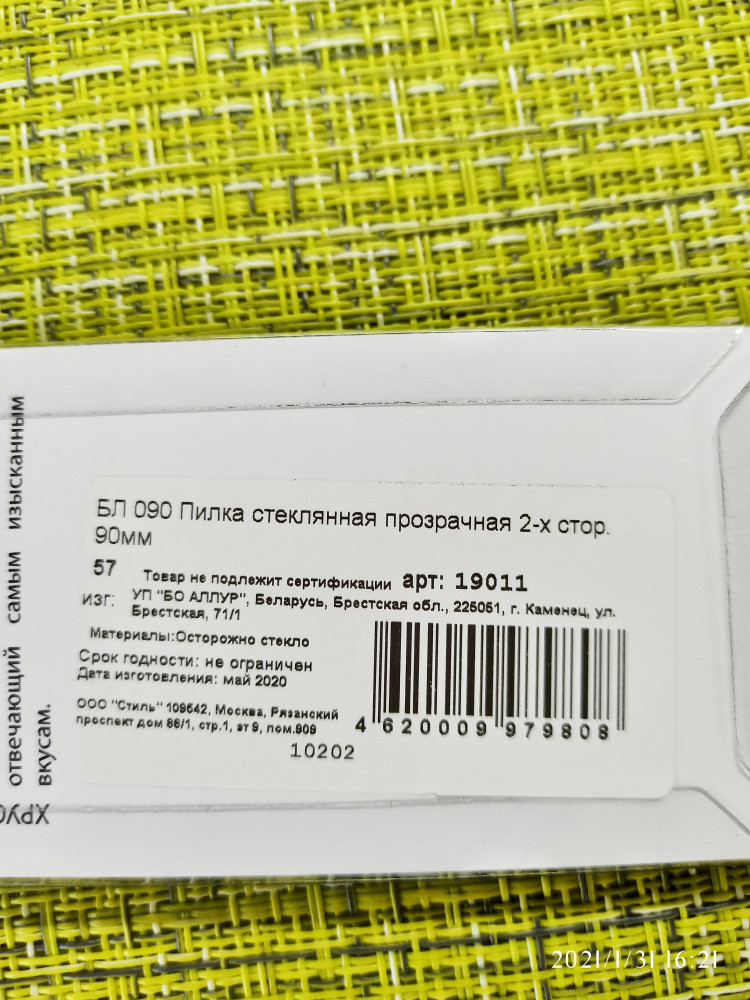 БЛ 090 Пилка стеклянная прозрачная 2-х стор.
90мм
57 Товар не подлежит сертификации арт: 19011
ИЗГ: УП "БО АЛЛУР", Беларусь, Брестская обл., 225051, г. Каменец, ул.
Брестская, 71/1
Материалы:Осторожно стекло
Срок годности: не ограничен
Дата изготовления: май 2020
ООО "Стиль" 109542, Москва, Рязанский
проспект дом 86/1, стр.1, эт 9, пом.909
10202
4 620009 979808
отвечающий самым изысканным
вкусам.
ХРУС
2021/1/31 16:21